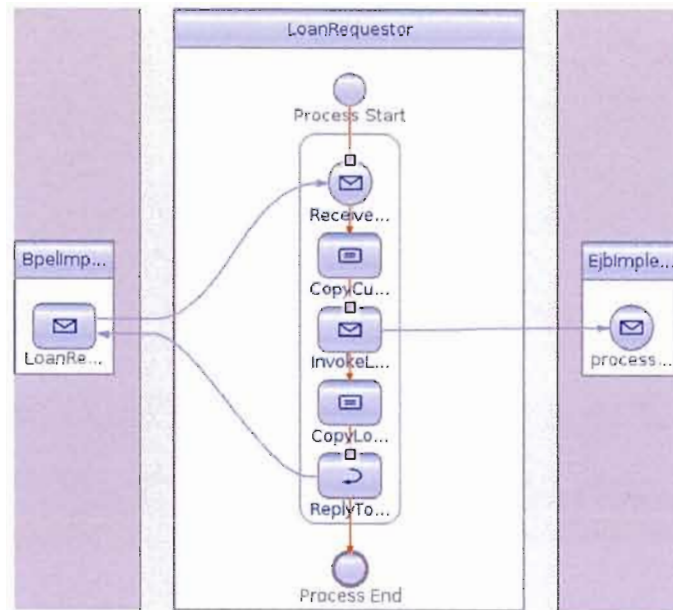 LoanRequestor
Process Start
Receive...
BpelImp...
EjbImple...
CopyCu...
LoanRe...
process...
InvokeL...
CopyLo...
ReplyTo...
Process End